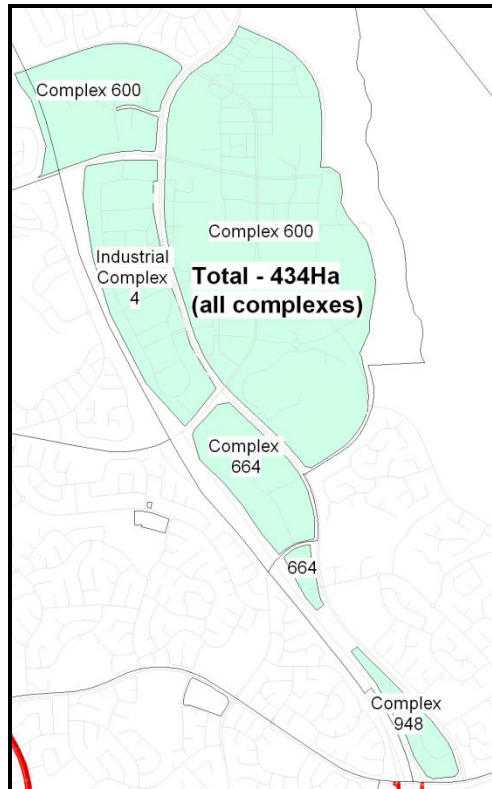 Complex 600
Complex 600
Industrial
Complex
4
Total - 434Ha
(all complexes)
Complex
664
664
Complex
948